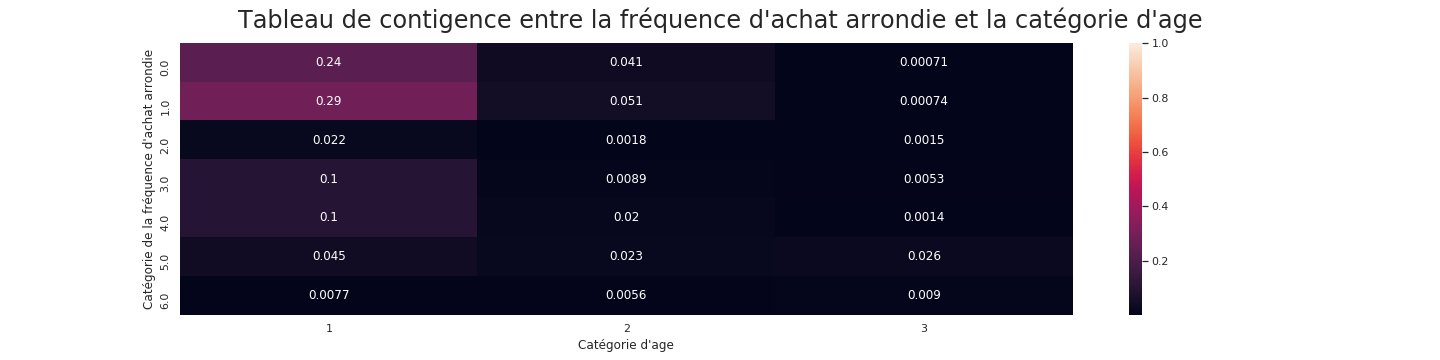 Tableau de contigence entre la fréquence d'achat arrondie et la catégorie d'age
Catégorie de la fréquence d'achat arrondie
0.0 0.24 0.041 0.00071
1.0 0.29 0.051 0.00074
2.0 0.022 0.0018 0.0015
3.0 0.1 0.0089 0.0053
4.0 0.1 0.02 0.0014
5.0 0.045 0.023 0.026
6.0 0.0077 0.0056 0.009
1 2 3
Catégorie d'age
1.0
0.8
0.6
0.4
0.2